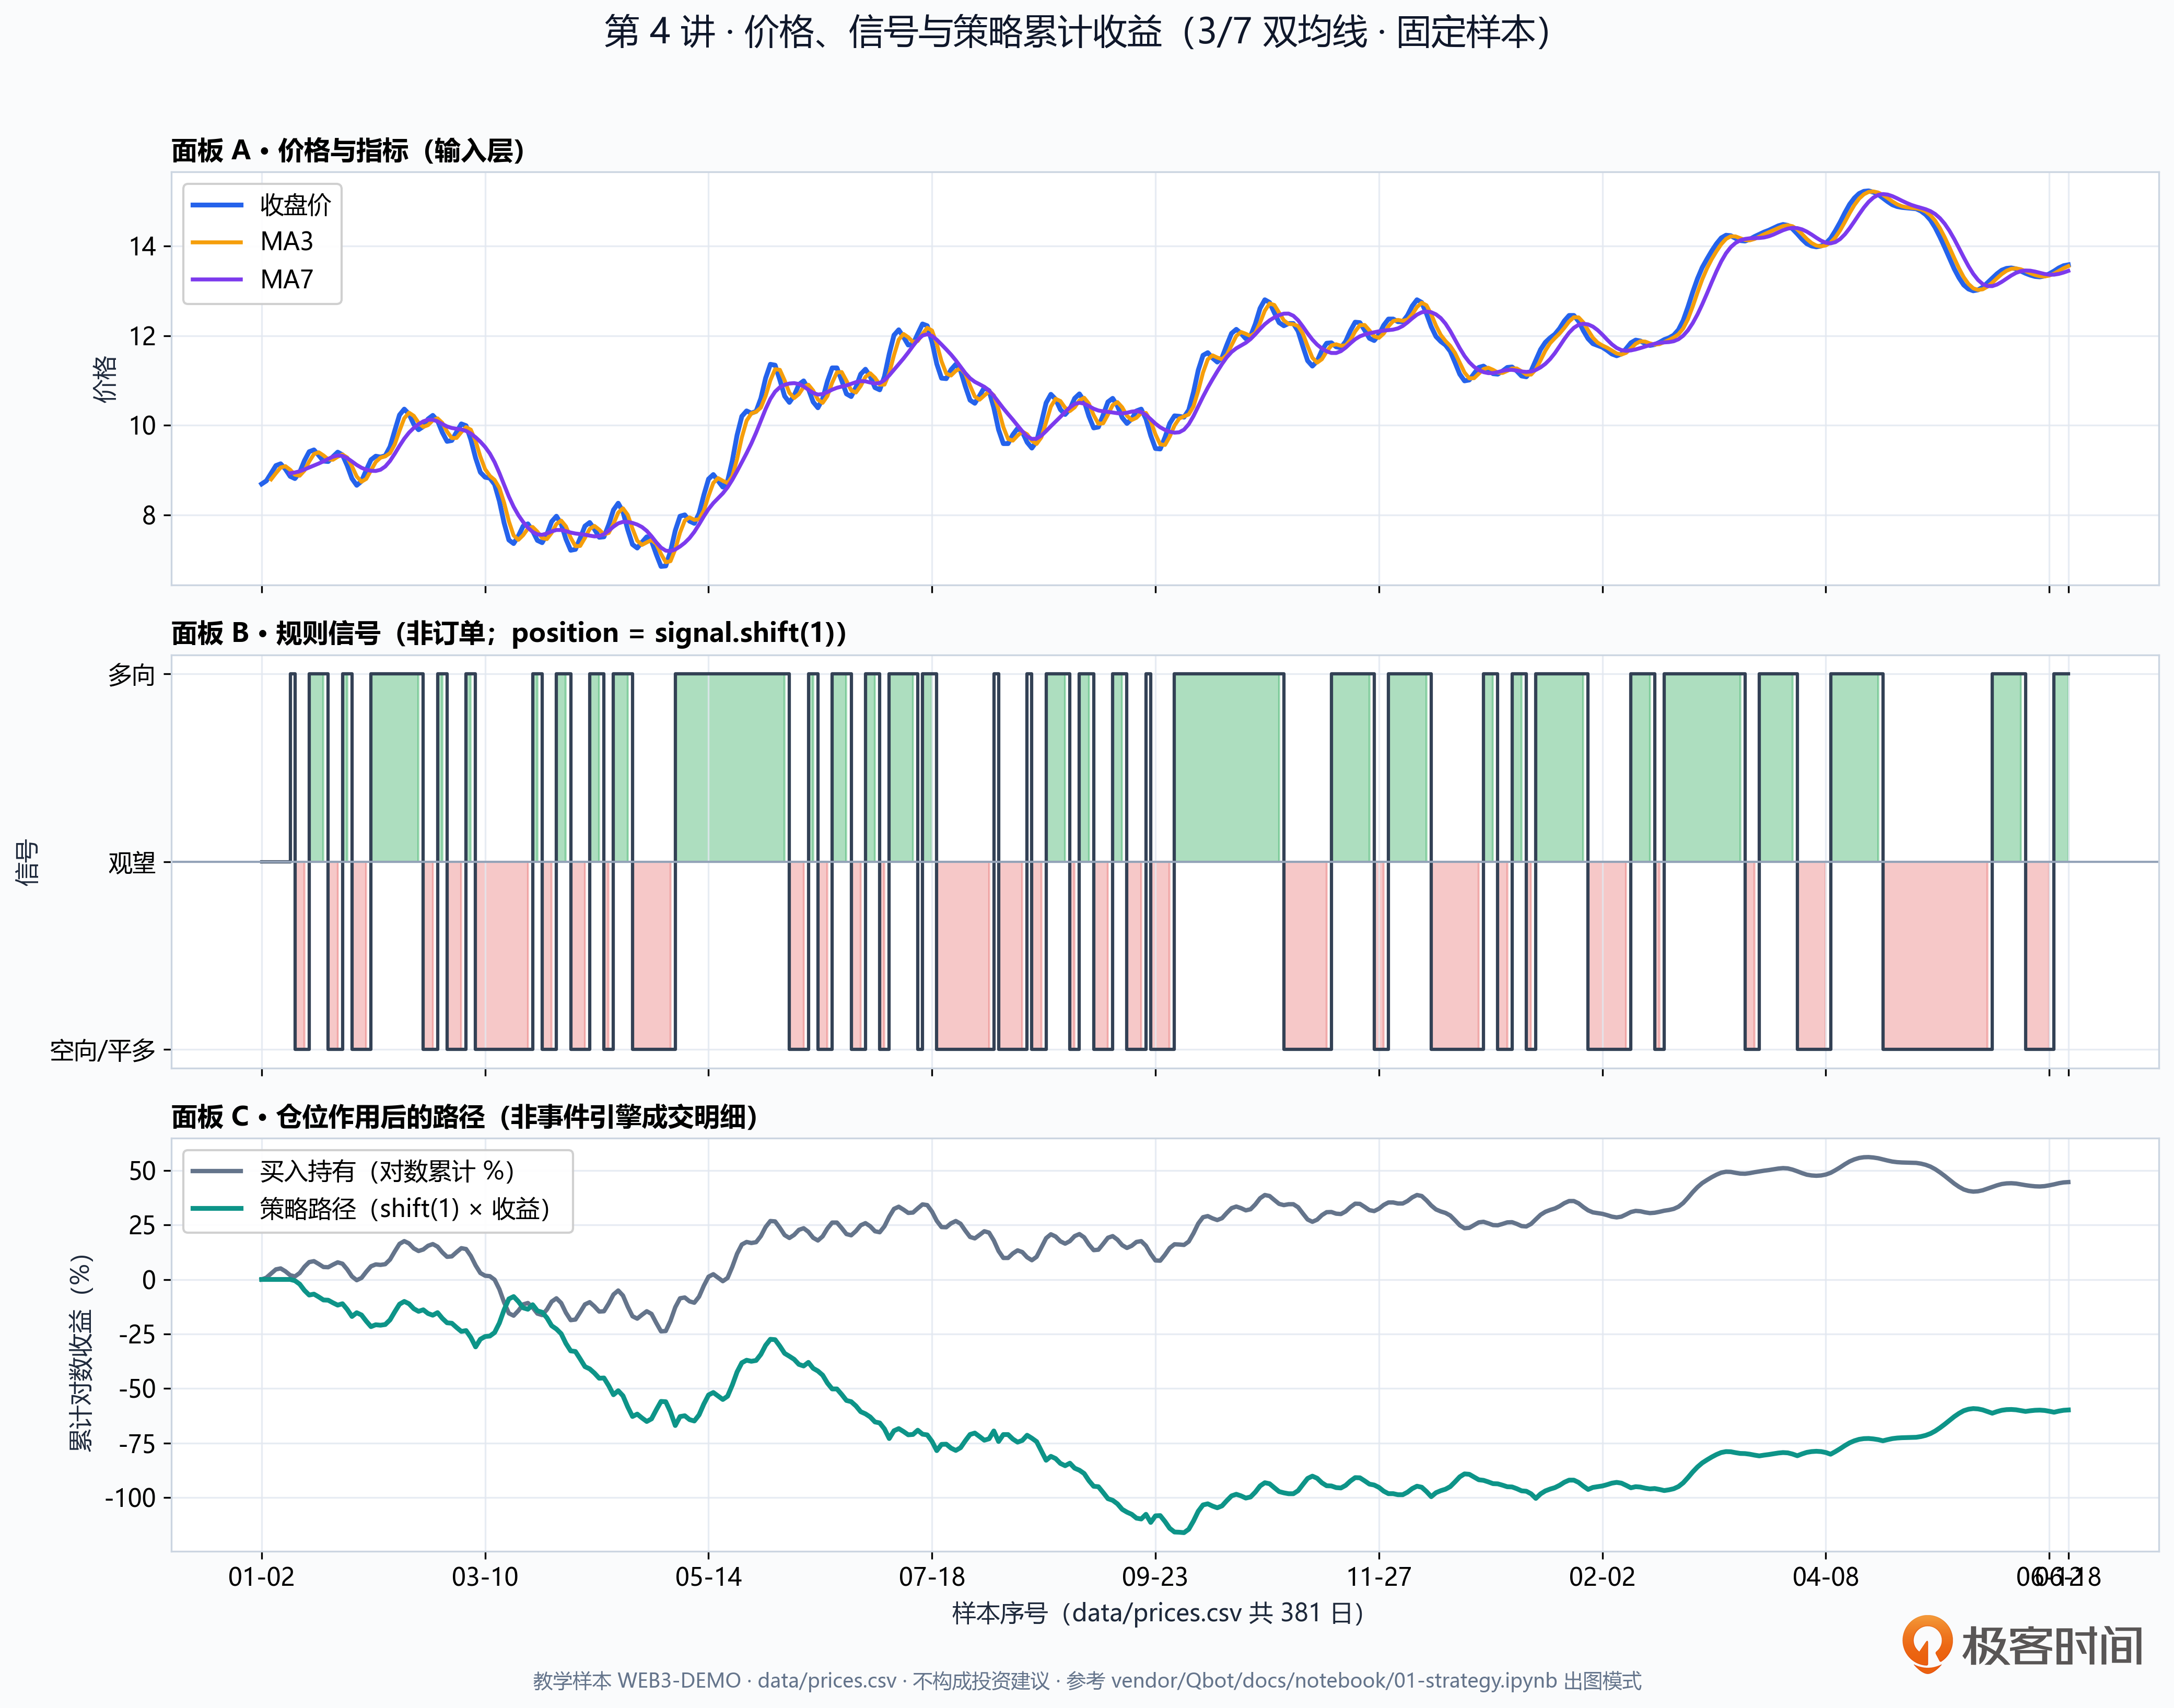 第 4 讲 · 价格、信号与策略累计收益（3/7 双均线 · 固定样本）
面板 A • 价格与指标（输入层）
收盘价
MA3
MA7
14
12
10
8
价格
面板 B • 规则信号（非订单；position = signal.shift(1)）
多向
观望
空向/平多
信号
面板 C • 仓位作用后的路径（非事件引擎成交明细）
买入持有（对数累计 %）
策略路径（shift(1) × 收益）
50
25
0
-25
-50
-75
-100
累计对数收益（%）
01-02 03-10 05-14 07-18 09-23 11-27 02-02 04-08 06-18
样本序号（data/prices.csv 共 381 日）
极客时间
教学样本 WEB3-DEMO · data/prices.csv · 不构成投资建议 · 参考 vendor/Qbot/docs/notebook/01-strategy.ipynb 出图模式